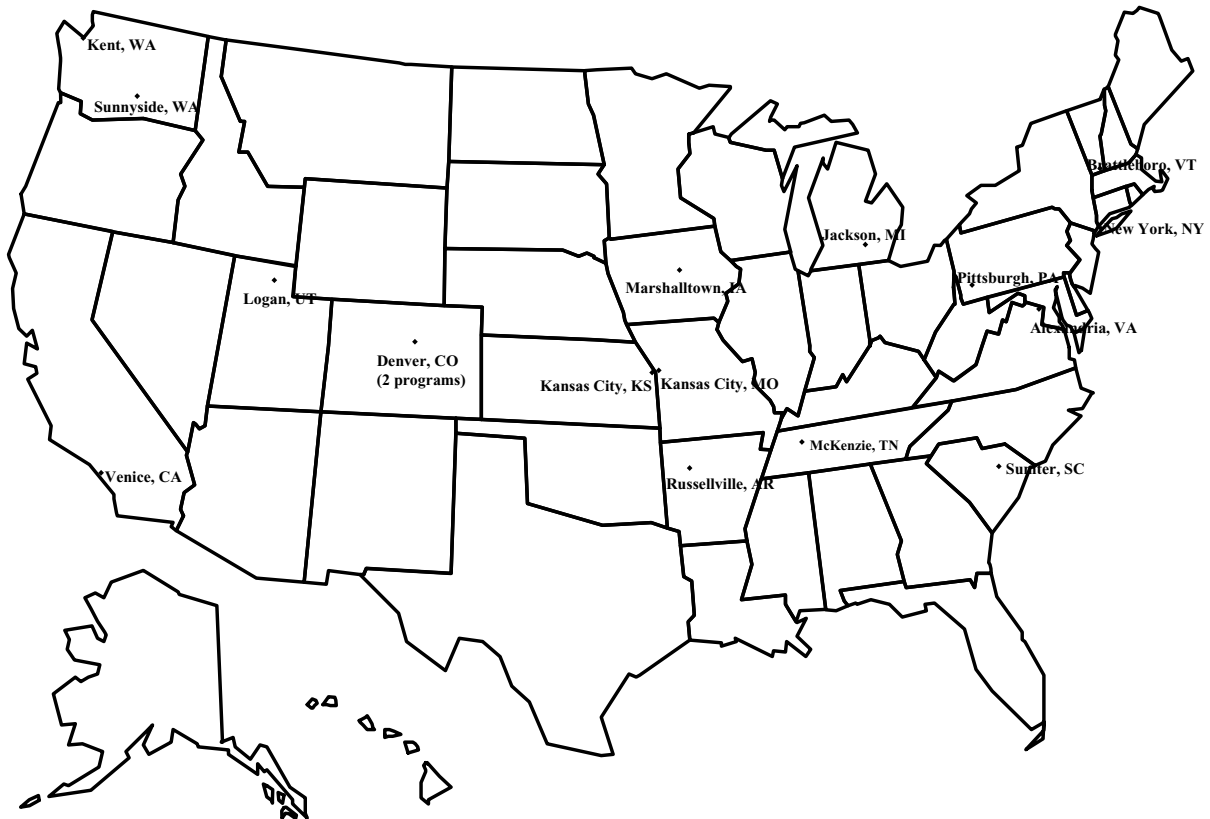 Kent, WA
Sunnyside, WA
Brattleboro, VT
New York, NY
Jackson, MI
Pittsburgh, PA
Marshalltown, IA
Logan, UT
Alexandria, VA
Denver, CO
(2 programs)
Kansas City, KS
Kansas City, MO
McKenzie, TN
Sumter, SC
Venice, CA
Russellville, AR